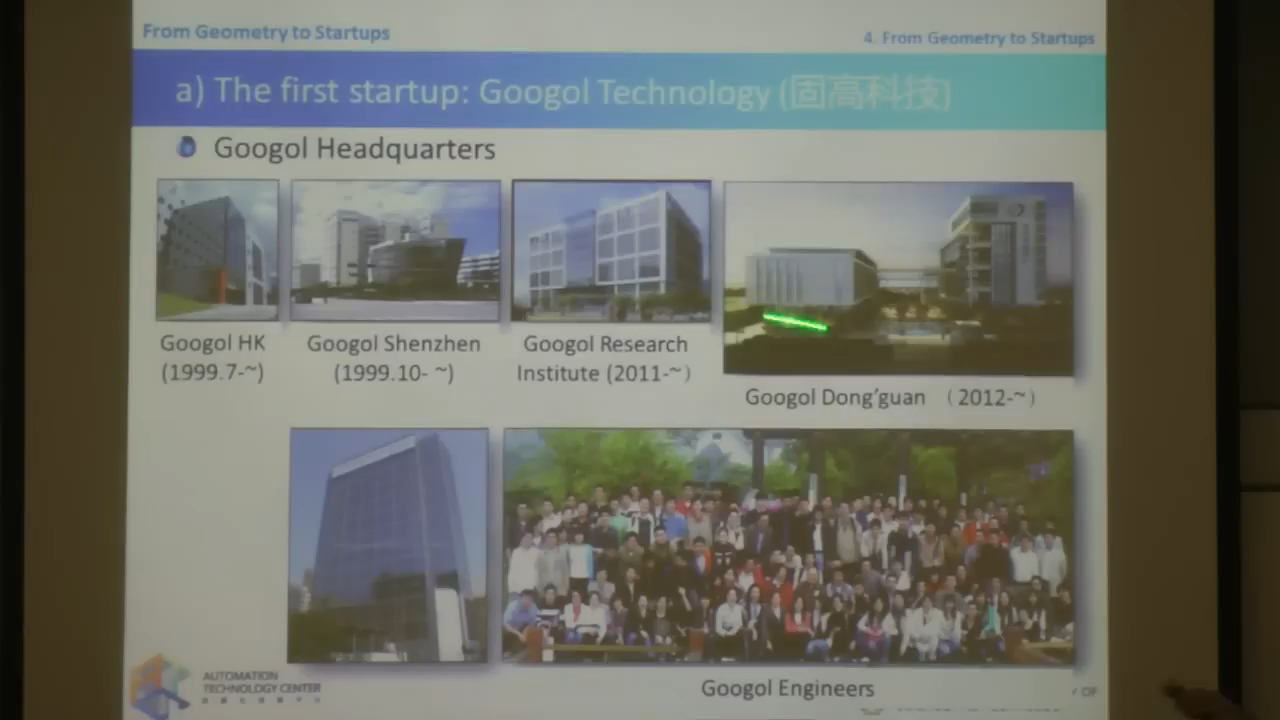 From Geometry to Startups
4. From Geometry to Startups
a) The first startup: Googol Technology (固高科技)
Googol Headquarters
Googol HK
(1999.7-~)
Googol Shenzhen
(1999.10- ~)
Googol Research
Institute (2011-~)
Googol Dong'guan （2012-~）
Googol Engineers
AUTOMATION
TECHNOLOGY CENTER
OF